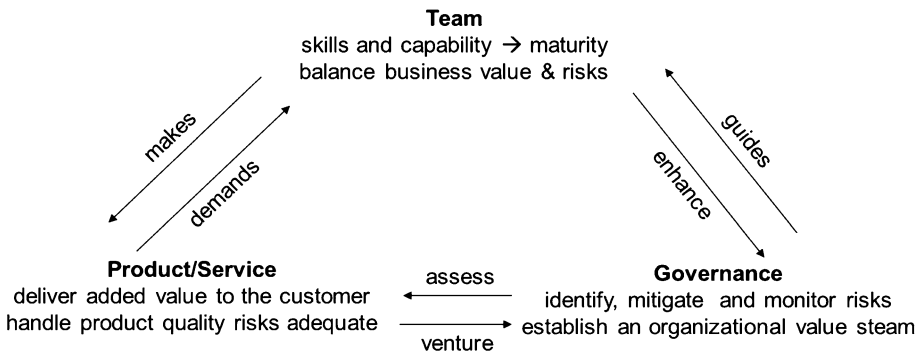 Team
skills and capability → maturity
balance business value & risks
makes
demands
guides
enhance
Product/Service
deliver added value to the customer
handle product quality risks adequate
assess
venture
Governance
identify, mitigate and monitor risks
establish an organizational value steam